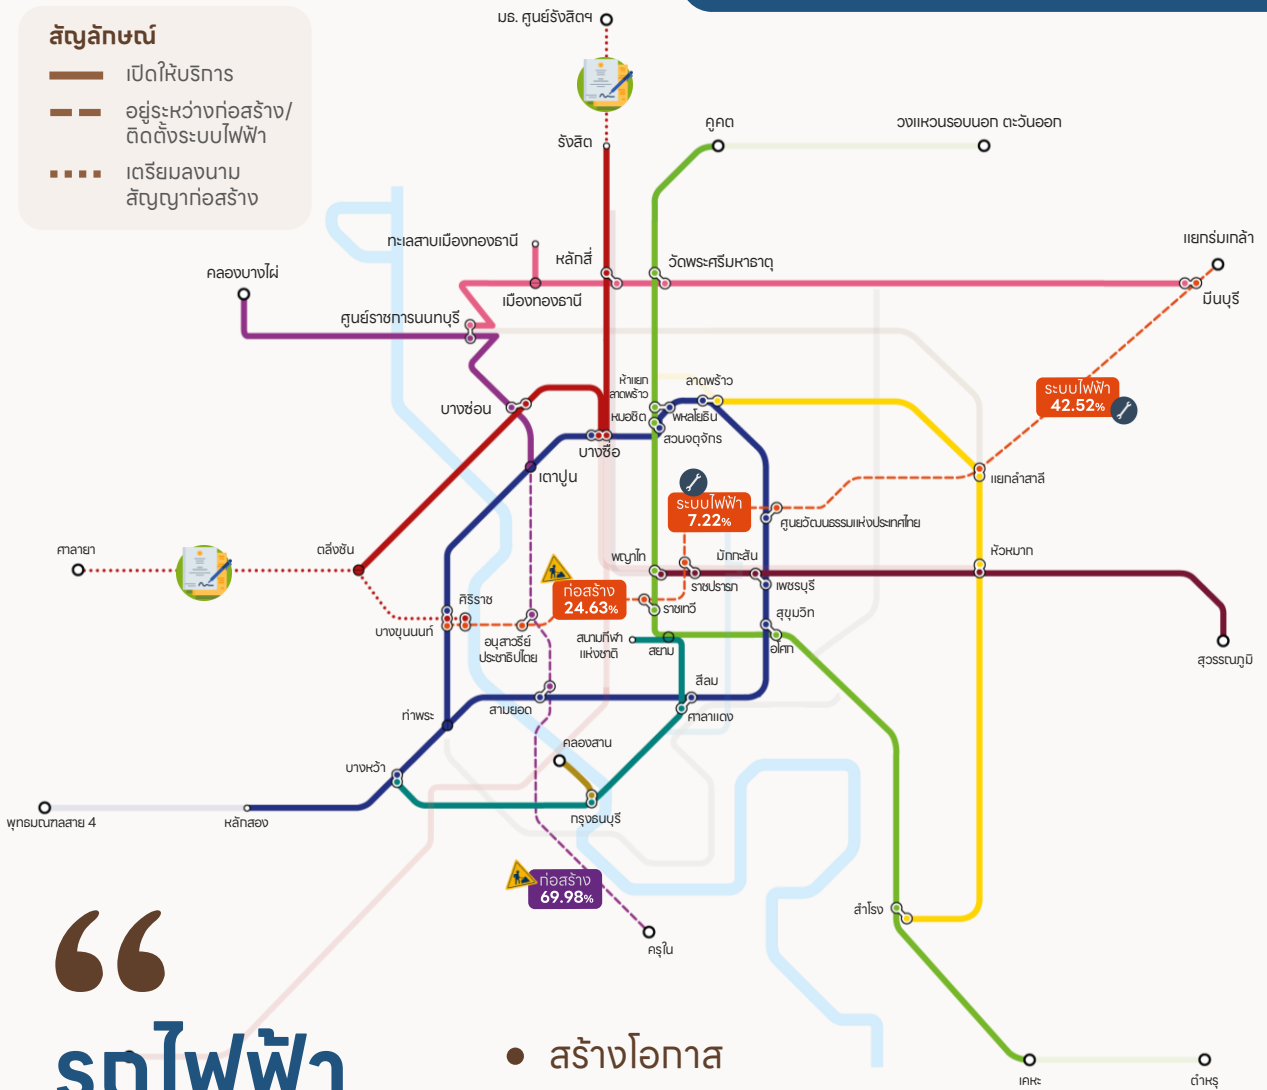 สัญลักษณ์
เปิดให้บริการ
อยู่ระหว่างก่อสร้าง/
ติดตั้งระบบไฟฟ้า
เตรียมลงนาม
สัญญาก่อสร้าง
มธ. ศูนย์รังสิตฯ
รังสิต
คูคต
วงแหวนรอบนอก ตะวันออก
ทะเลสาบเมืองทองธานี
หลักสี่
วัดพระศรีมหาธาตุ
แยกร่มเกล้า
คลองบางไผ่
เมืองทองธานี
มีนบุรี
ศูนย์ราชการนนทบุรี
ห้าแยก
ลาดพร้าว
ลาดพร้าว
ระบบไฟฟ้า
42.52%
บางซ่อน
หมอชิต
พหลโยธิน
สวนจตุจักร
บางซื่อ
เตาปูน
แยกลำสาลี
ระบบไฟฟ้า
7.22%
ศูนย์วัฒนธรรมแห่งประเทศไทย
ศาลายา
ตลิ่งชัน
พญาไท
มักกะสัน
หัวหมาก
ราชปรารภ
เพชรบุรี
ก่อสร้าง
24.63%
ศิริราช
ราชเทวี
สุขุมวิท
บางขุนนนท์
อนุสาวรีย์
ประชาธิปไตย
สนามกีฬา
แห่งชาติ
สยาม
อโศก
สุวรรณภูมิ
สีลม
ท่าพระ
สามยอด
ศาลาแดง
คลองสาน
บางหว้า
พุทธมณฑลสาย 4
หลักสอง
กรุงธนบุรี
ก่อสร้าง
69.98%
สำโรง
ครุใน
“
รถไฟฟ้า
• สร้างโอกาส
เคหะ
ตำหรุ